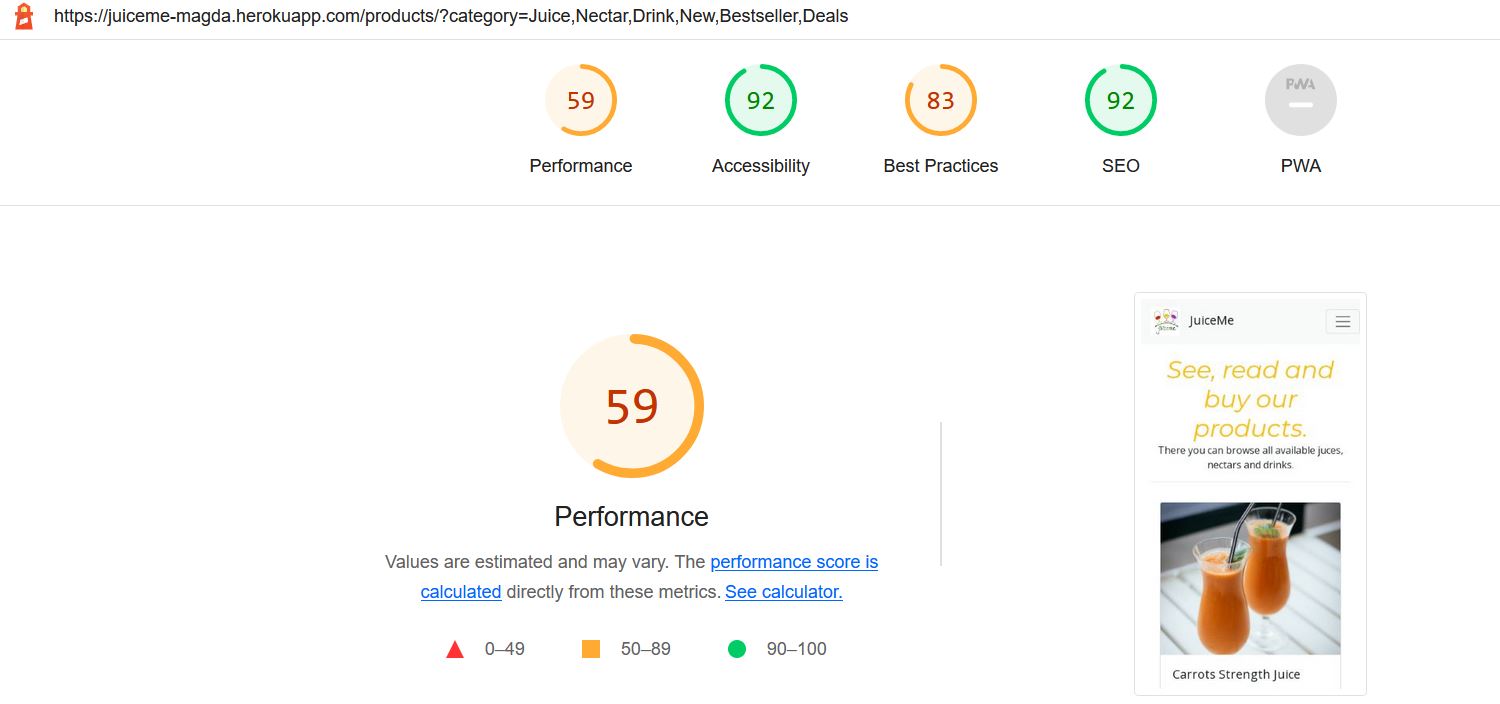 https://juiceme-magda.herokuapp.com/products/?category=Juice,Nectar,Drink,New,Bestseller,Deals
59
92
83
92
PWA
Performance
Accessibility
Best Practices
SEO
PWA
59
Performance
Values are estimated and may vary. The performance score is
calculated directly from these metrics. See calculator.
0–49
50–89
90–100
JuiceMe
See, read and
buy our
products.
There you can browse all available juces,
nectars and drinks.
Carrots Strength Juice